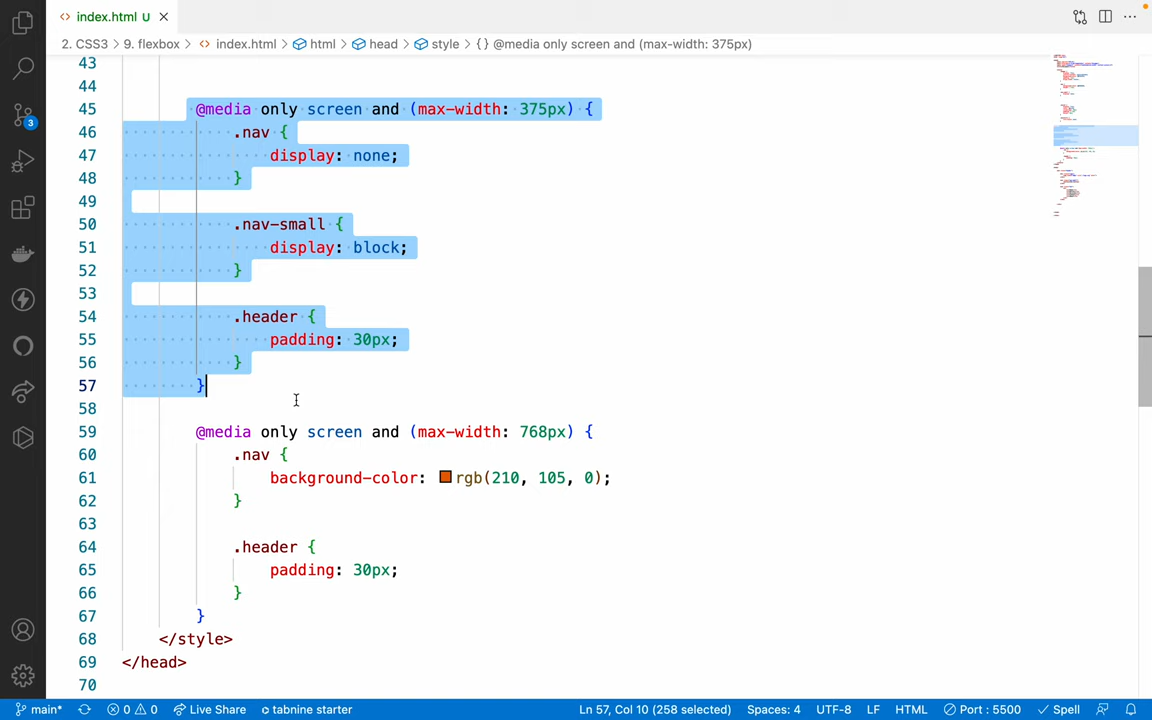 index.html U
2. CSS3 > 9. flexbox > index.html > html > head > style > {} @media only screen and (max-width: 375px)
43
44
45 @media only screen and (max-width: 375px) {
46 .nav {
47 display: none;
48 }
49
50 .nav-small {
51 display: block;
52 }
53
54 .header {
55 padding: 30px;
56 }
57 }
58
59 @media only screen and (max-width: 768px) {
60 .nav {
61 background-color: rgb(210, 105, 0);
62 }
63
64 .header {
65 padding: 30px;
66 }
67 }
68 </style>
69 </head>
70
3
main* 0 0 Live Share tabnine starter Ln 57, Col 10 (258 selected) Spaces: 4 UTF-8 LF HTML Port : 5500 Spell